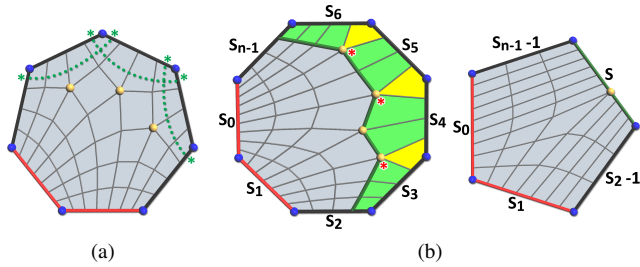 * * * * * *
S6
Sn-1
S5
*
S0
*
S4
*
S1
S3
S2
Sn-1 -1
S
S0
S2 -1
S1
(a)
(b)